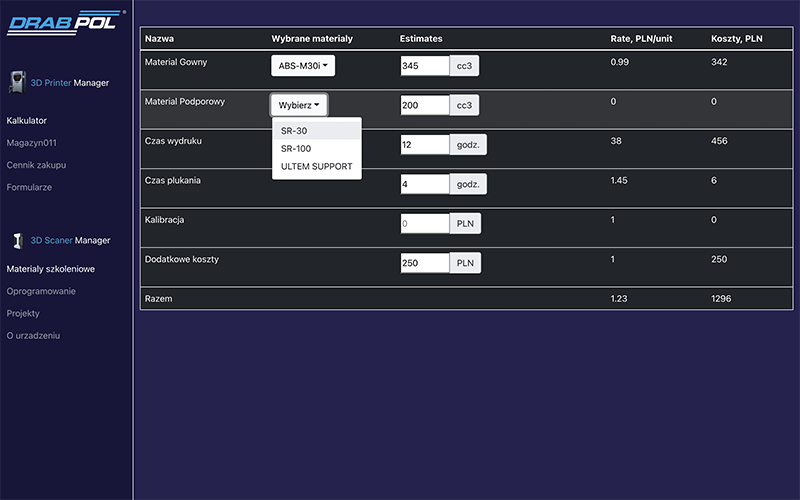 DRAB POL ®
3D Printer Manager
Kalkulator
Magazyn011
Cennik zakupu
Formularze
3D Scaner Manager
Materialy szkoleniowe
Oprogramowanie
Projekty
O urzadzeniu
Nazwa Wybrane materialy Estimates Rate, PLN/unit Koszty, PLN
Material Gowny ABS-M30i 345 cc3 0.99 342
Material Podporowy Wybierz 200 cc3 0 0
SR-30
SR-100
ULTEM SUPPORT
Czas wydruku 12 godz. 38 456
Czas plukania 4 godz. 1.45 6
Kalibracja 0 PLN 1 0
Dodatkowe koszty 250 PLN 1 250
Razem 1.23 1296